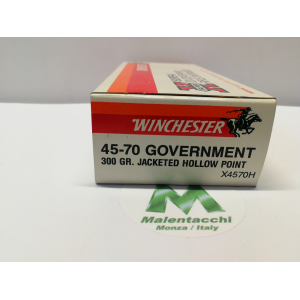 WINCHESTER
45-70 GOVERNMENT
300 GR. JACKETED HOLLOW POINT
X4570H
Malentacchi
Monza / Italy